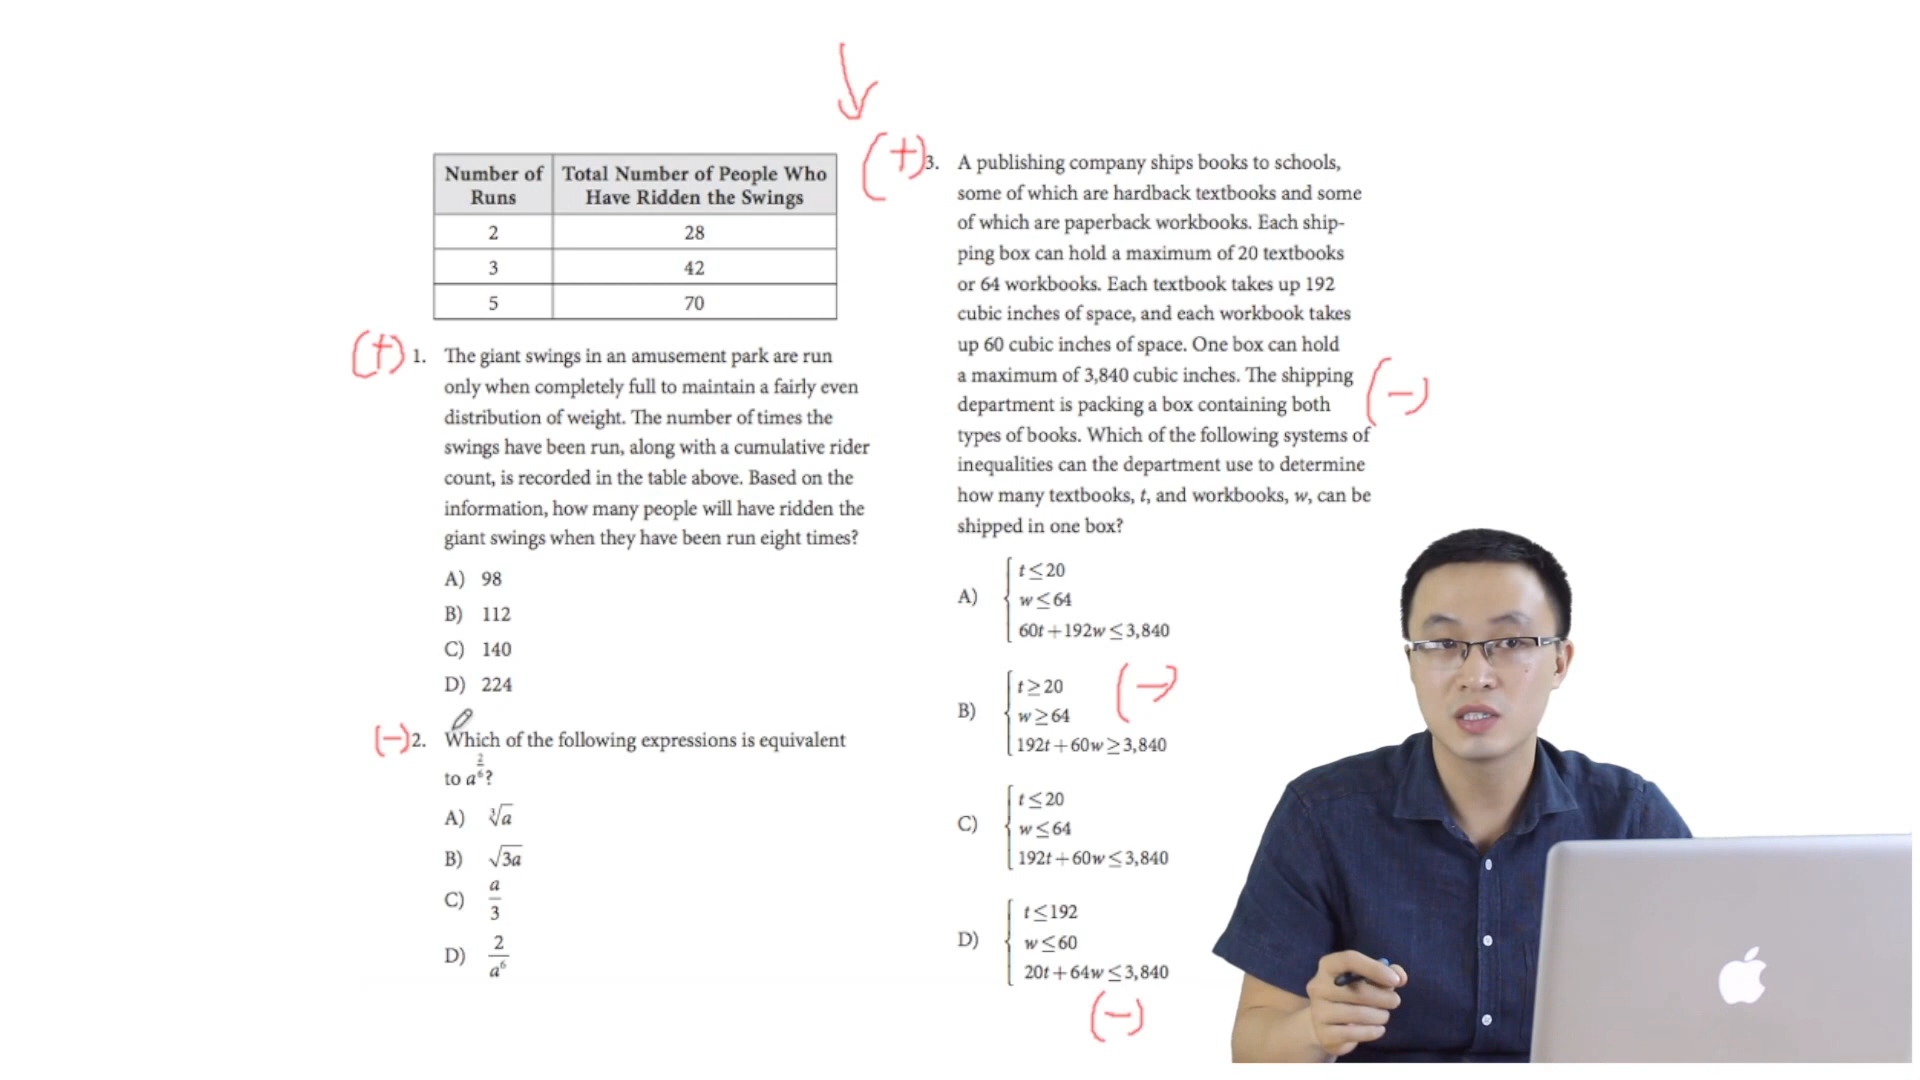 Number of Runs
Total Number of People Who Have Ridden the Swings
2 28
3 42
5 70
(+) 1. The giant swings in an amusement park are run
only when completely full to maintain a fairly even
distribution of weight. The number of times the
swings have been run, along with a cumulative rider
count, is recorded in the table above. Based on the
information, how many people will have ridden the
giant swings when they have been run eight times?
A) 98
B) 112
C) 140
D) 224
(-) 2. Which of the following expressions is equivalent
to a^(2/6)?
A) ∛a
B) √3a
C) a/3
D) 2/a⁶
(+) 3. A publishing company ships books to schools,
some of which are hardback textbooks and some
of which are paperback workbooks. Each ship-
ping box can hold a maximum of 20 textbooks
or 64 workbooks. Each textbook takes up 192
cubic inches of space, and each workbook takes
up 60 cubic inches of space. One box can hold
a maximum of 3,840 cubic inches. The shipping
department is packing a box containing both
types of books. Which of the following systems of
inequalities can the department use to determine
how many textbooks, t, and workbooks, w, can be
shipped in one box?
(-)
A)
t≤20
w≤64
60t+192w≤3,840
B)
t≥20
w≥64
192t+60w≥3,840
(-)
C)
t≤20
w≤64
192t+60w≤3,840
D)
t≤192
w≤60
20t+64w≤3,840
(-)